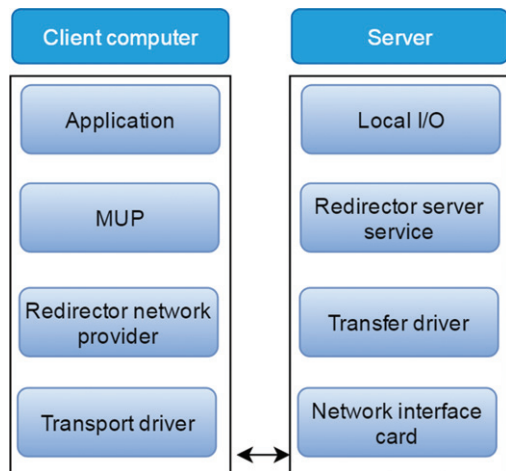 Client computer
Application
MUP
Redirector network
provider
Transport driver
Server
Local I/O
Redirector server
service
Transfer driver
Network interface
card